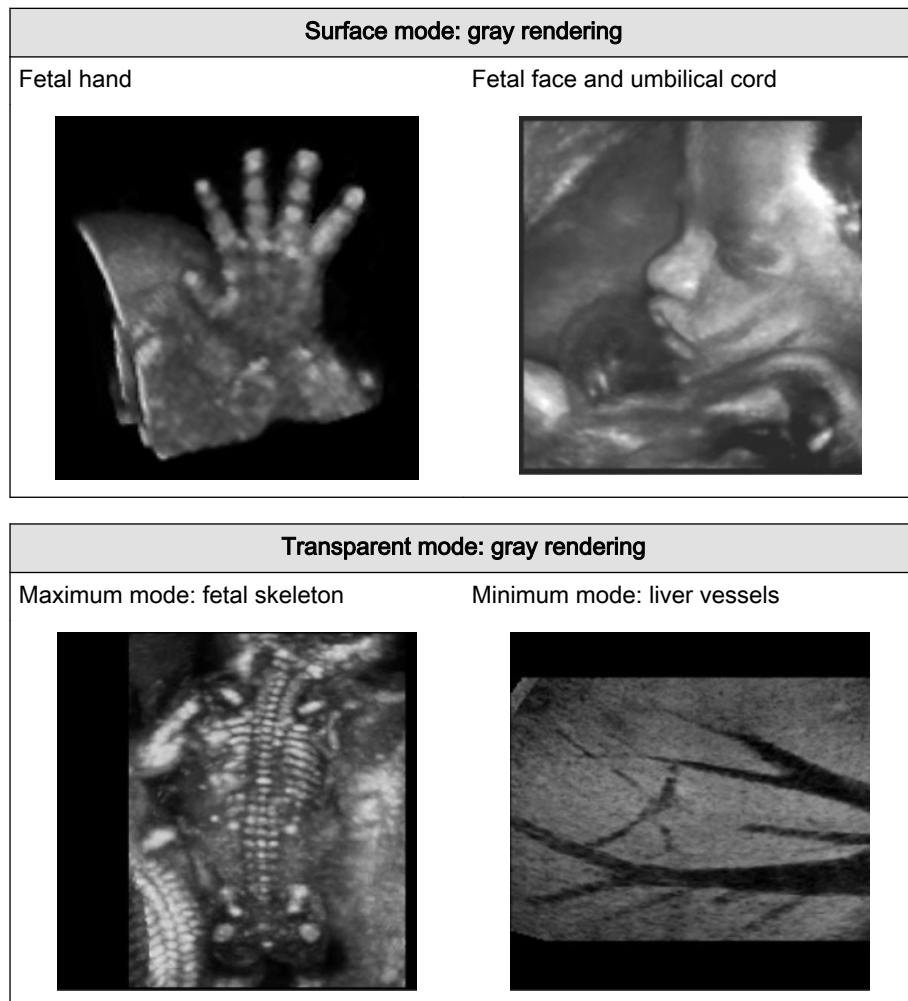 Surface mode: gray rendering
Fetal hand
Fetal face and umbilical cord
Transparent mode: gray rendering
Maximum mode: fetal skeleton
Minimum mode: liver vessels